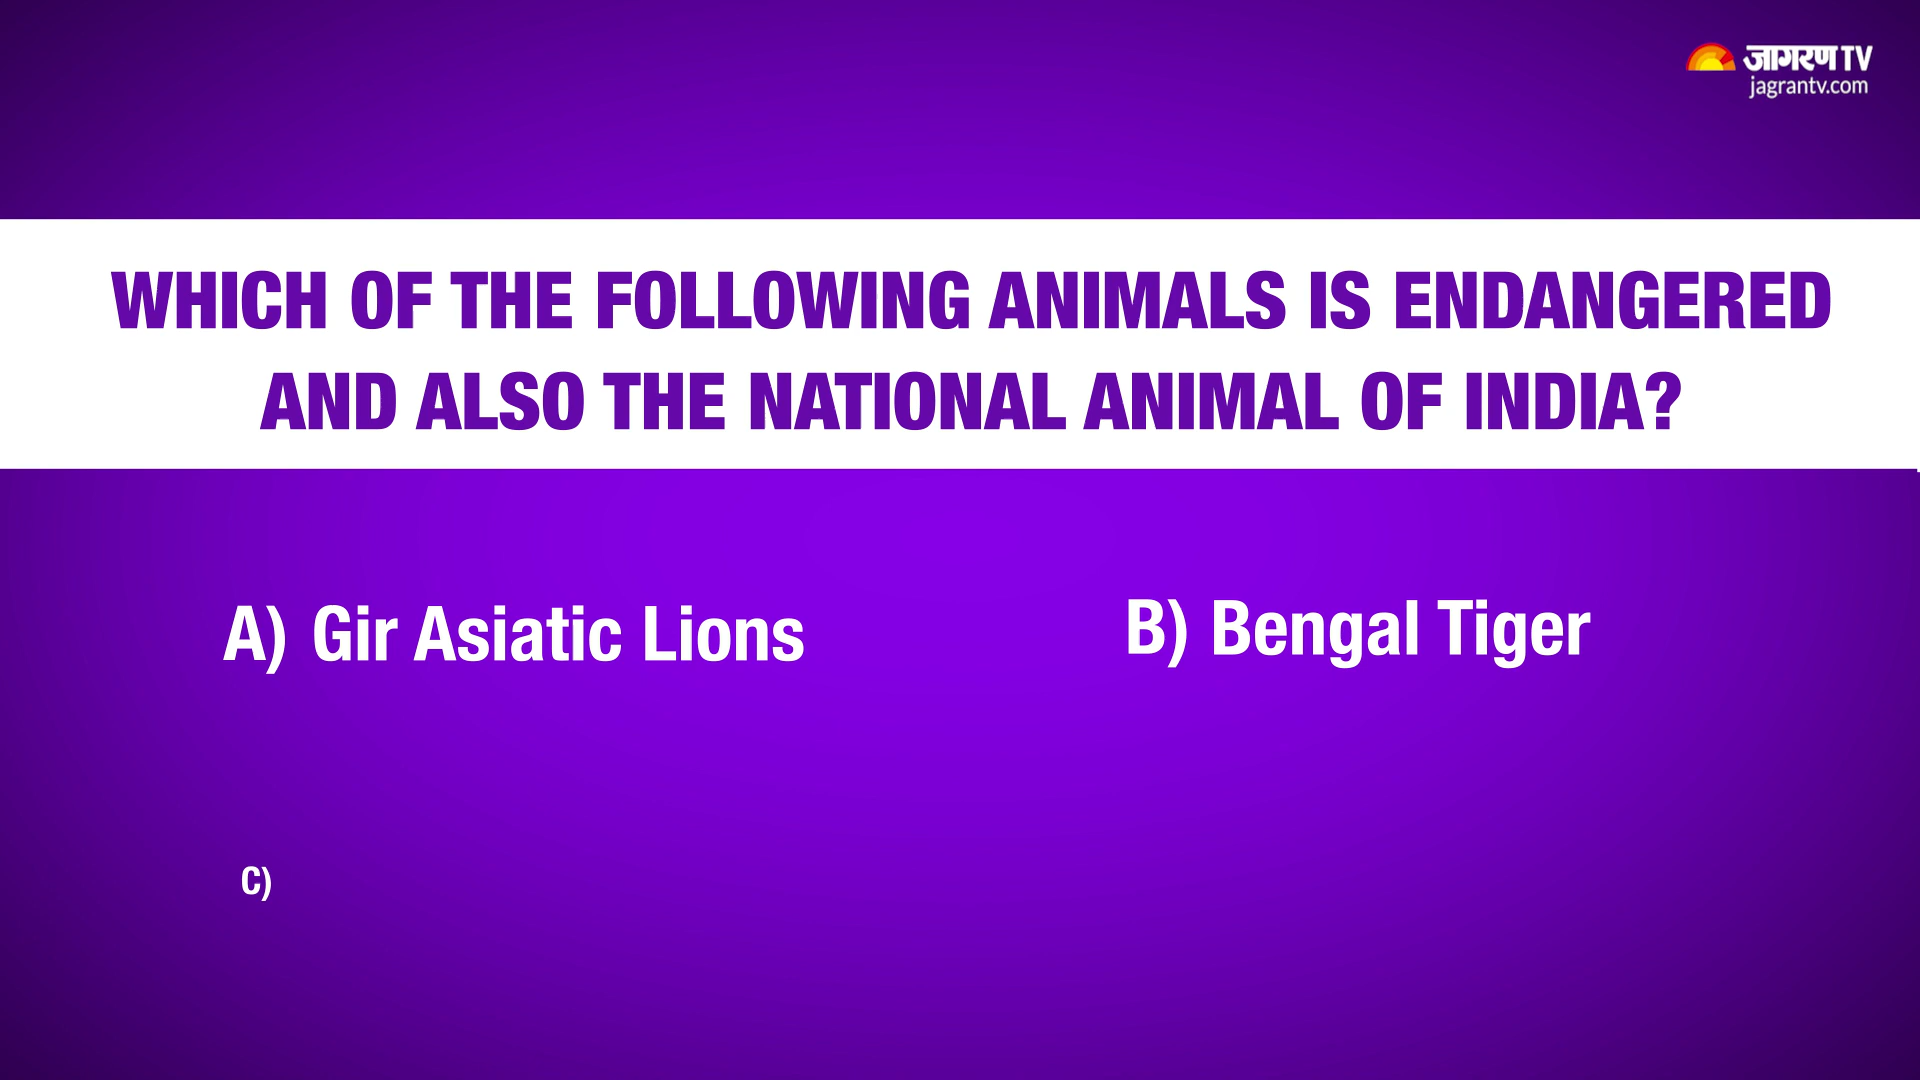 जागरण TV
jagrantv.com
WHICH OF THE FOLLOWING ANIMALS IS ENDANGERED
AND ALSO THE NATIONAL ANIMAL OF INDIA?
A) Gir Asiatic Lions
B) Bengal Tiger
C)